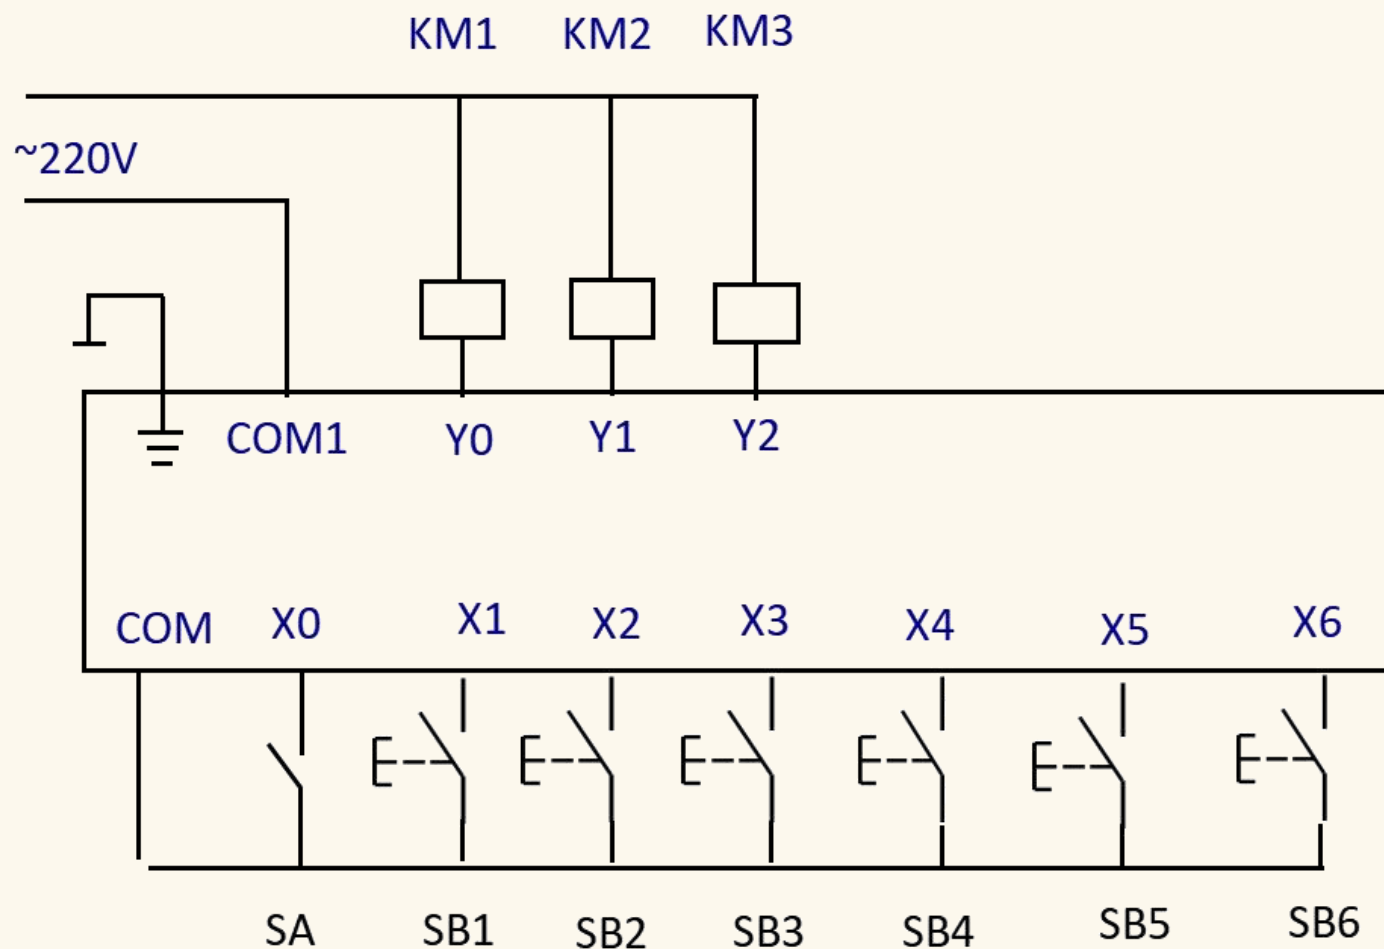 KM1 KM2 KM3
~220V
COM1 Y0 Y1 Y2
COM X0 X1 X2 X3 X4 X5 X6
SA SB1 SB2 SB3 SB4 SB5 SB6